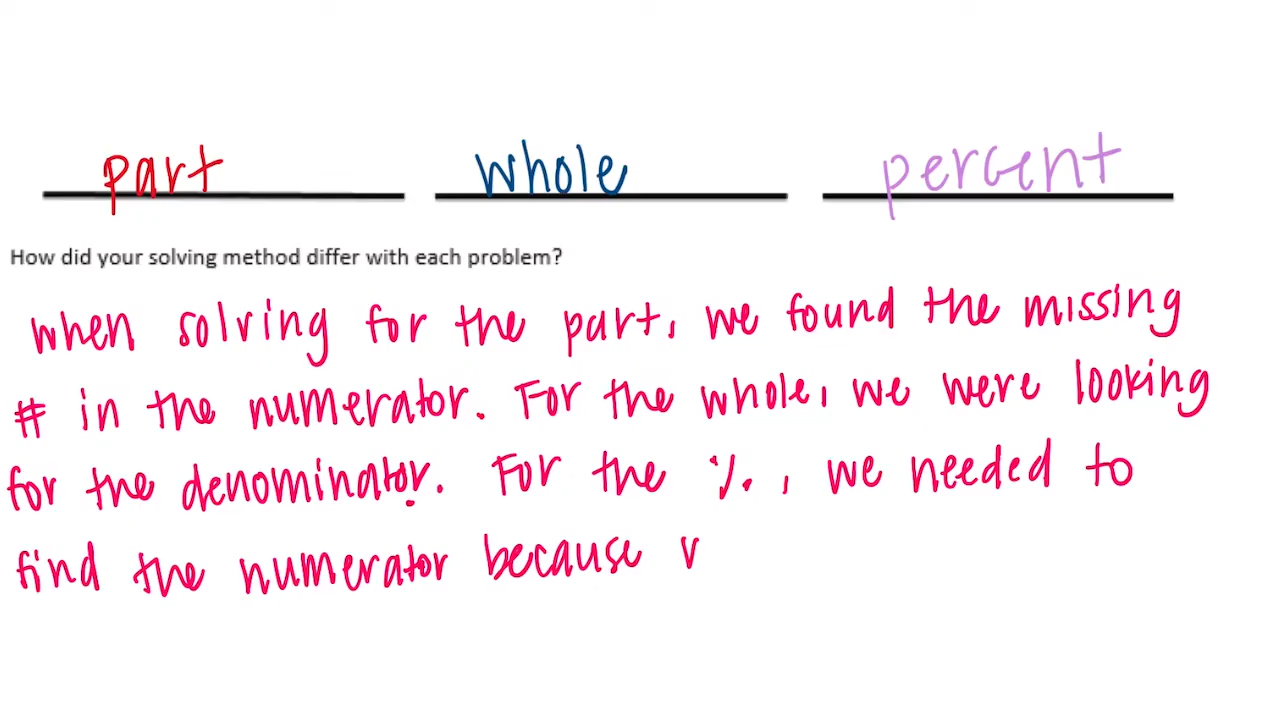 part whole percent
How did your solving method differ with each problem?
when solving for the part, we found the missing
# in the numerator. For the whole, we were looking
for the denominator. For the %, we needed to
find the numerator because